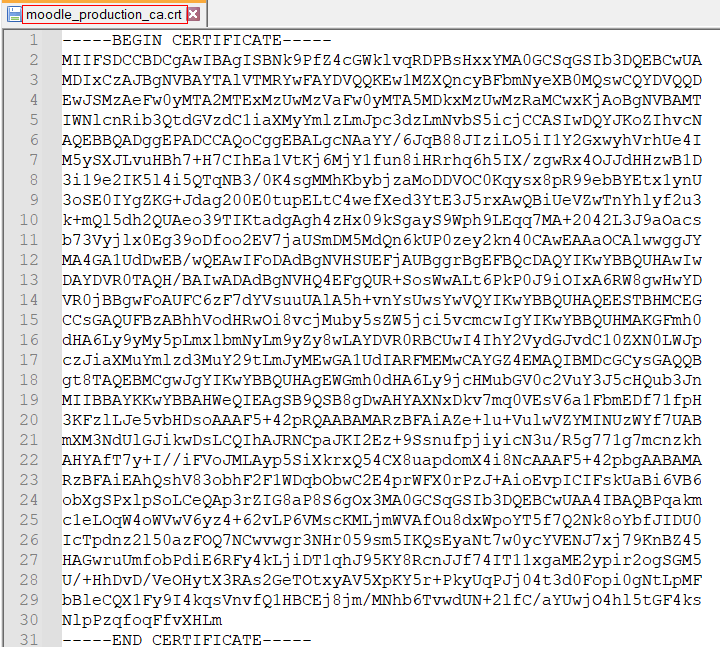 moodle_production_ca.crt
1 -----BEGIN CERTIFICATE-----
2 MIIFSDCCBDCgAwIBAgISBNk9PfZ4cGWklvqRDPBsHxxYMA0GCSqGSIb3DQEBCwUA
3 MDIxCzAJBgNVBAYTAlVTMRYwFAYDVQQKEw1MZXQncyBFbmNyeXB0MQswCQYDVQQD
4 EwJSMzAeFw0yMTA2MTExMzUwMzVaFw0yMTA5MDkxMzUwMzRaMCwxKjAoBgNVBAMT
5 IWNlcnRib3QtdGVzdC1iaXMyYmlzLmJpc3dzLmNvbS5icjCCASIwDQYJKoZIhvcN
6 AQEBBQADggEPADCCAQoCggEBALgcNAaYY/6JqB88JIziLO5iI1Y2GxwyhVrhUe4I
7 M5ySXJLvuHBh7+H7CIhEa1VtKj6MjY1fun8iHRrhq6h5IX/zgwRx4OJJdHHzwB1D
8 3i19e2IK5l4i5QTqNB3/0K4sgMMhKbybjzaMoDDVOC0Kqysx8pR99ebBYEtx1ynU
9 3oSE0IYgZKG+Jdag200E0tupELtC4wefXed3YtE3J5rxAwQBiUeVZwTnYhlyf2u3
10 k+mQl5dh2QUAeo39TIKtadgAgh4zHx09kSgayS9Wph9LEqq7MA+2042L3J9aOacs
11 b73Vyjlx0Eg39oDfoo2EV7jaUSmDM5MdQn6kUP0zey2kn40CAwEAAaOCAlwwggJY
12 MA4GA1UdDwEB/wQEAwIFoDAdBgNVHSUEFjAUBggrBgEFBQcDAQYIKwYBBQUHAwIw
13 DAYDVR0TAQH/BAIwADAdBgNVHQ4EFgQUR+SosWwALt6PkP0J9iOIxA6RW8gwHwYD
14 VR0jBBgwFoAUFC6zF7dYVsuuUAlA5h+vnYsUwsYwVQYIKwYBBQUHAQEESTBHMCEG
15 CCsGAQUFBzABhhVodHRwOi8vcjMuby5sZW5jci5vcmcwIgYIKwYBBQUHMAKGFmh0
16 dHA6Ly9yMy5pLmxlbmNyLm9yZy8wLAYDVR0RBCUwI4IhY2VydGJvdC10ZXN0LWJp
17 czJiaXMuYmlzd3MuY29tLmJyMEwGA1UdIARFMEMwCAYGZ4EMAQIBMDcGCysGAQQB
18 gt8TAQEBMCgwJgYIKwYBBQUHAgEWGmh0dHA6Ly9jcHMubGV0c2VuY3J5cHQub3Jn
19 MIIBBAYKKwYBBAHWeQIEAgSB9QSB8gDwAHYAXNxDkv7mq0VEsV6a1FbmEDf71fpH
20 3KFzlLJe5vbHDsoAAAF5+42pRQAABAMARzBFAiAZe+lu+VulwVZYMINUzWYf7UAB
21 mXM3NdUlGJikwDsLCQIhAJRNCpaJKI2Ez+9SsnufpjiyicN3u/R5g77lg7mcnzkh
22 AHYAfT7y+I//iFVoJMLAyp5SiXkrxQ54CX8uapdomX4i8NcAAAF5+42pbgAABAMA
23 RzBFAiEAhQshV83obhF2F1WDqbObwC2E4prWFX0rPzJ+AioEvpICIFskUaBi6VB6
24 obXgSPxlpSoLCeQAp3rZIG8aP8S6gOx3MA0GCSqGSIb3DQEBCwUAA4IBAQBPqakm
25 c1eLOqW4oWVwV6yz4+62vLP6VMscKMLjmWVAfOu8dxWpoYT5f7Q2Nk8oYbfJIDU0
26 IcTpdnz2l50azFOQ7NCwvwgr3NHr059sm5IKQsEyaNt7w0ycYVENJ7xj79KnBZ45
27 HAGwruUmfobPdiE6RFy4kLjiDT1qhJ95KY8RcnJJf74IT11xgaME2ypir2ogSGM5
28 U/+HhDvD/VeOHytX3RAs2GeTOtxyAV5XpKY5r+PkyUqPJj04t3d0Fopi0gNtLpMF
29 bBleCQX1Fy9I4kqsVnvfQ1HBCEj8jm/MNhb6TvwdUN+2lfC/aYUwjO4hl5tGF4ks
30 NlpPzqfoqFfvXHLm
31 -----END CERTIFICATE-----